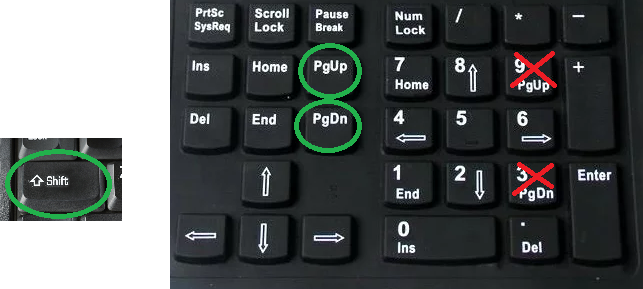 PrtSc
SysReq
Scroll
Lock
Pause
Break
Num
Lock
/
*
-
Ins
Home
PgUp
7
Home
8
9
PgUp
+
Del
End
PgDn
4
5
6
Shift
1
End
2
3
PgDn
Enter
0
Ins
.
Del